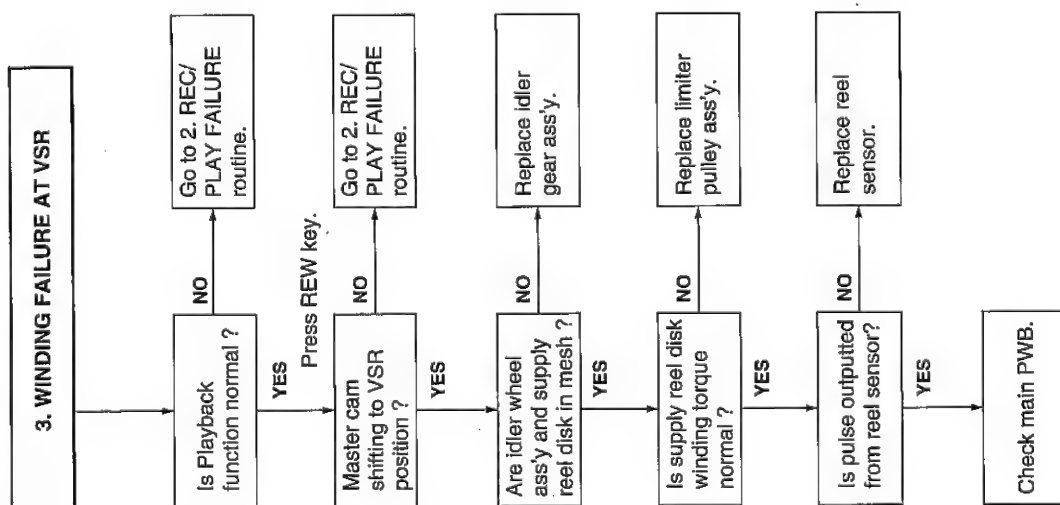 3. WINDING FAILURE AT VSR
Is Playback
function normal ?
NO
Go to 2. REC/
PLAY FAILURE
routine.
YES
Press REW key.
Master cam
shifting to VSR
position ?
NO
Go to 2. REC/
PLAY FAILURE
routine.
YES
Are idler wheel
ass'y and supply
reel disk in mesh ?
NO
Replace idler
gear ass'y.
YES
Is supply reel disk
winding torque
normal ?
NO
Replace limiter
pulley ass'y.
YES
Is pulse outputted
from reel sensor?
NO
Replace reel
sensor.
YES
Check main PWB.